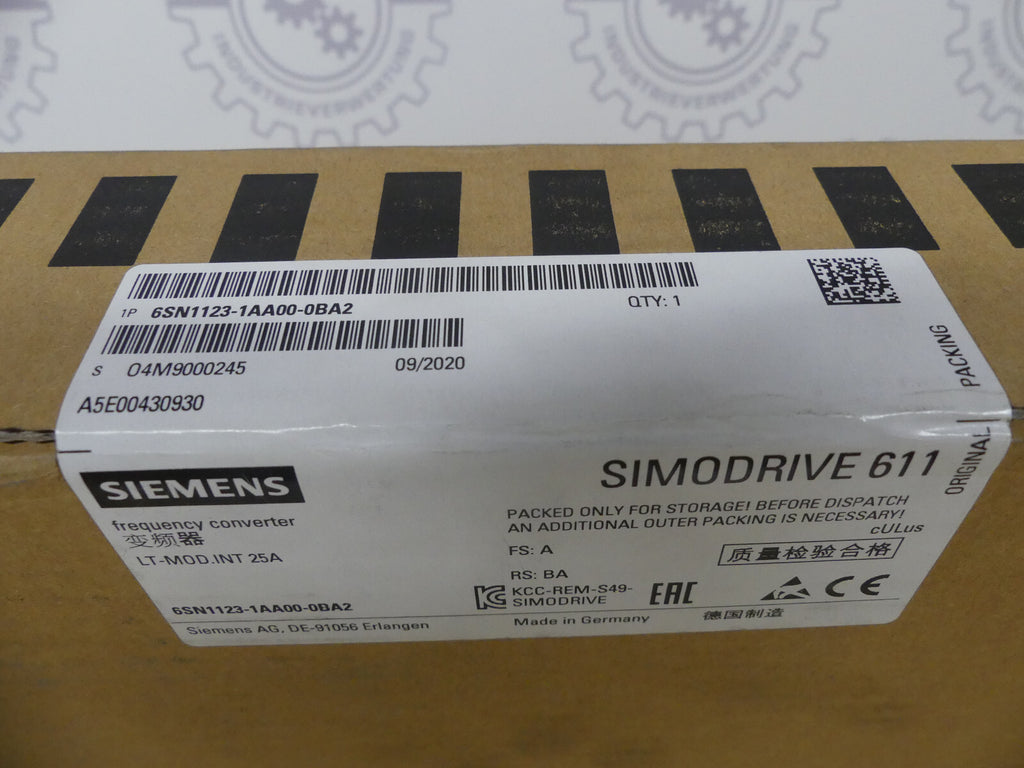 INDUSTRIEVERWERTUNG
INDUSTRIEVERWERTUNG
1P 6SN1123-1AA00-0BA2
QTY: 1
S O4M9000245 09/2020
A5E00430930
ORIGINAL PACKING
SIEMENS
SIMODRIVE 611
frequency converter
变频器
LT-MOD.INT 25A
PACKED ONLY FOR STORAGE! BEFORE DISPATCH
AN ADDITIONAL OUTER PACKING IS NECESSARY!
cULus
FS: A
质量检验合格
RS: BA
KCC-REM-S49-
SIMODRIVE
EAC
CE
6SN1123-1AA00-0BA2
Siemens AG, DE-91056 Erlangen
Made in Germany
德国制造